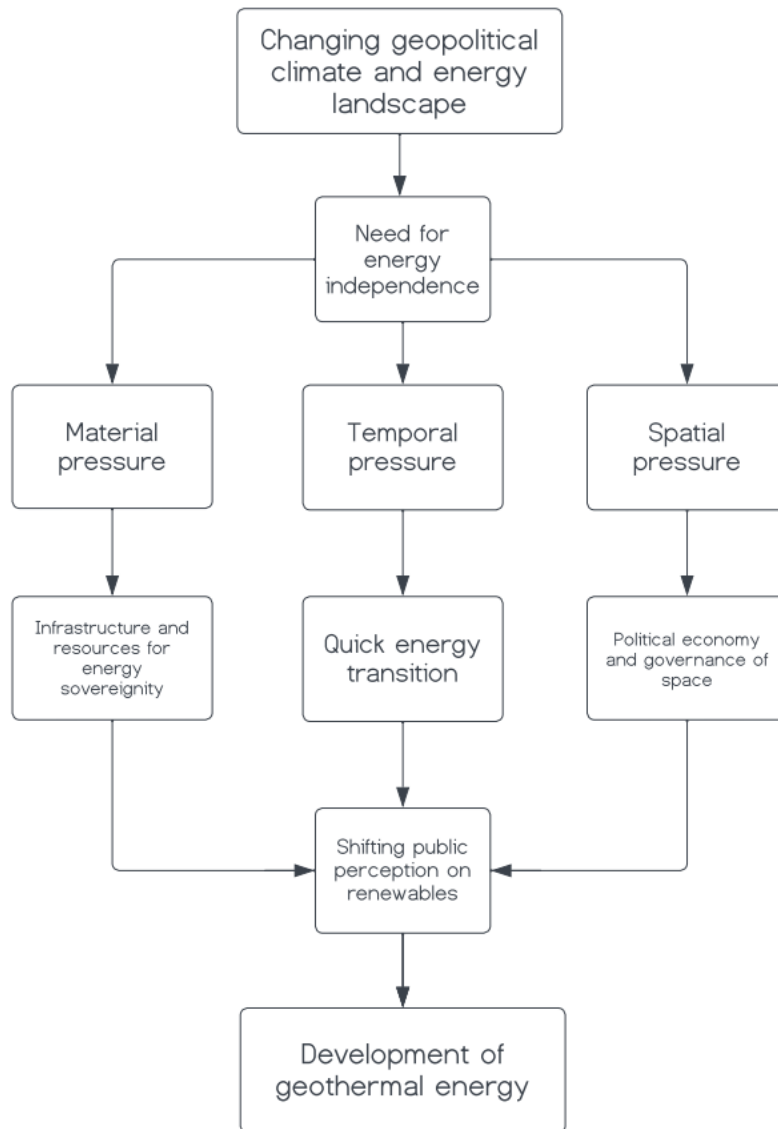 Changing geopolitical
climate and energy
landscape
Need for
energy
independence
Material
pressure
Temporal
pressure
Spatial
pressure
Infrastructure and
resources for
energy
sovereignity
Quick energy
transition
Political economy
and governance of
space
Shifting public
perception on
renewables
Development of
geothermal energy